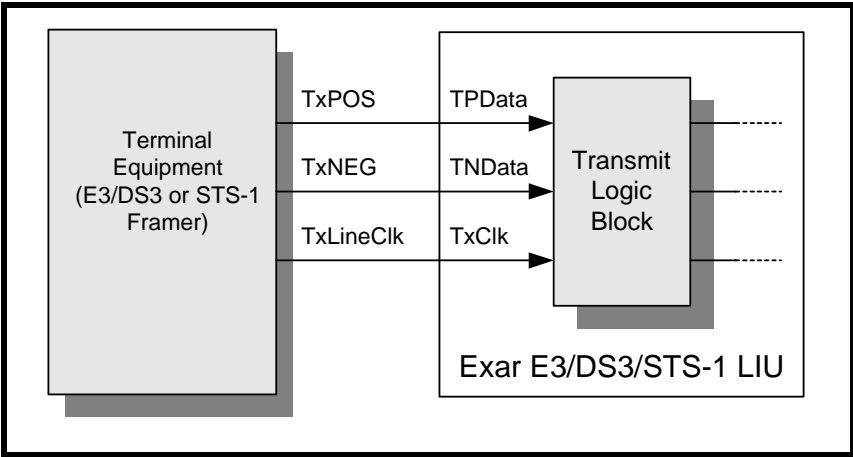 Terminal
Equipment
(E3/DS3 or STS-1
Framer)
TxPOS
TPData
TxNEG
TNData
TxLineClk
TxClk
Transmit
Logic
Block
Exar E3/DS3/STS-1 LIU